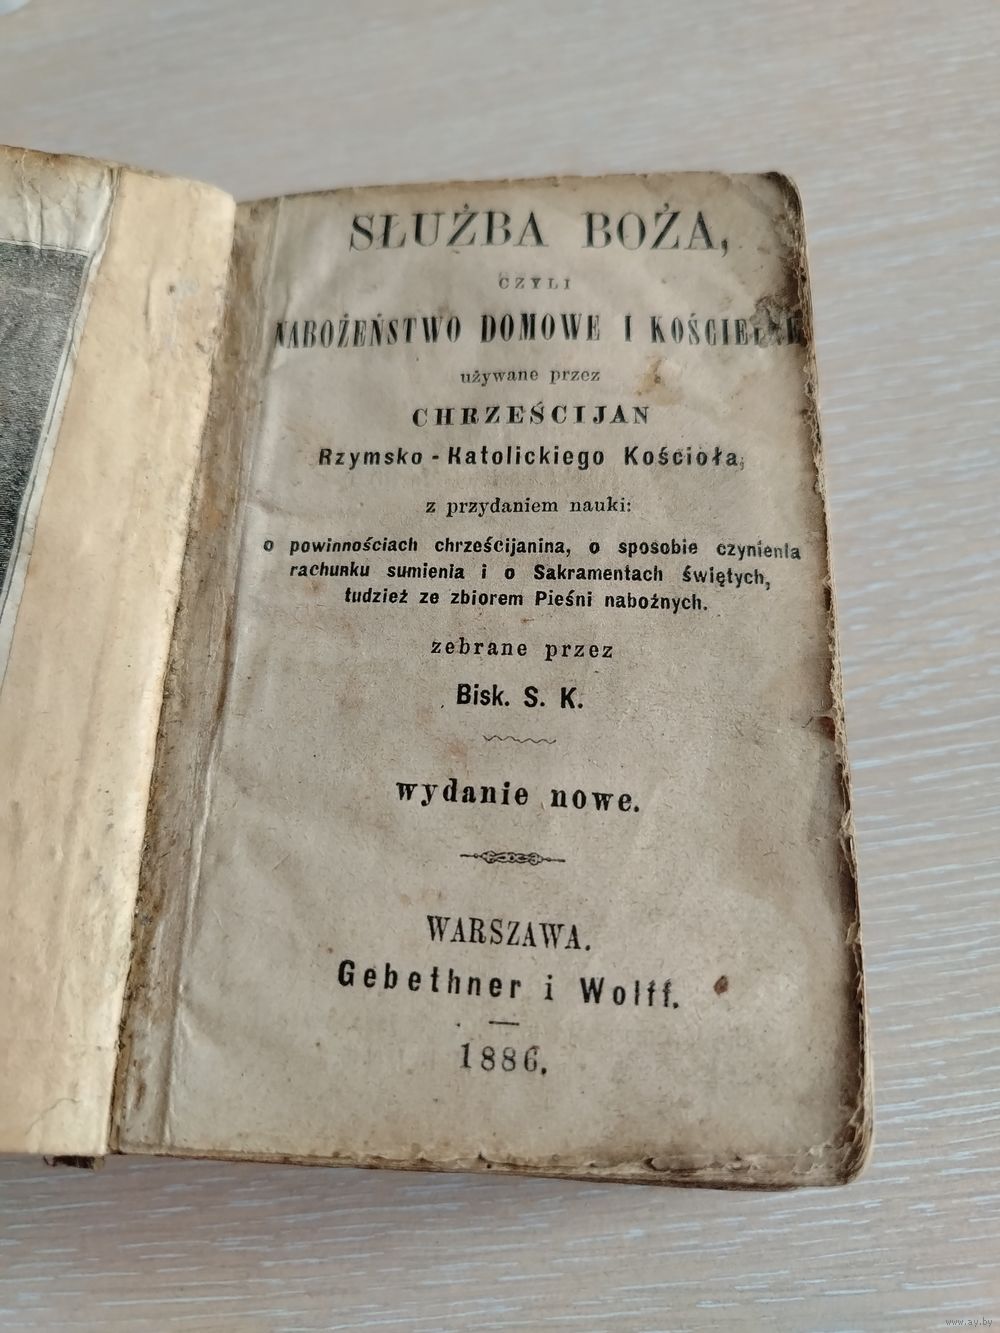 SŁUŻBA BOŻA,
CZYLI
NABOŻEŃSTWO DOMOWE I KOŚCIELNE
używane przez
CHRZEŚCIJAN
Rzymsko-Katolickiego Kościoła,
z przydaniem nauki:
o powinnościach chrześcijanina, o sposobie czynienia
rachunku sumienia i o Sakramentach świętych,
tudzież ze zbiorem Pieśni nabożnych.
zebrane przez
Bisk. S. K.
wydanie nowe.
WARSZAWA.
Gebethner i Wolff.
1886.
www.ay.by